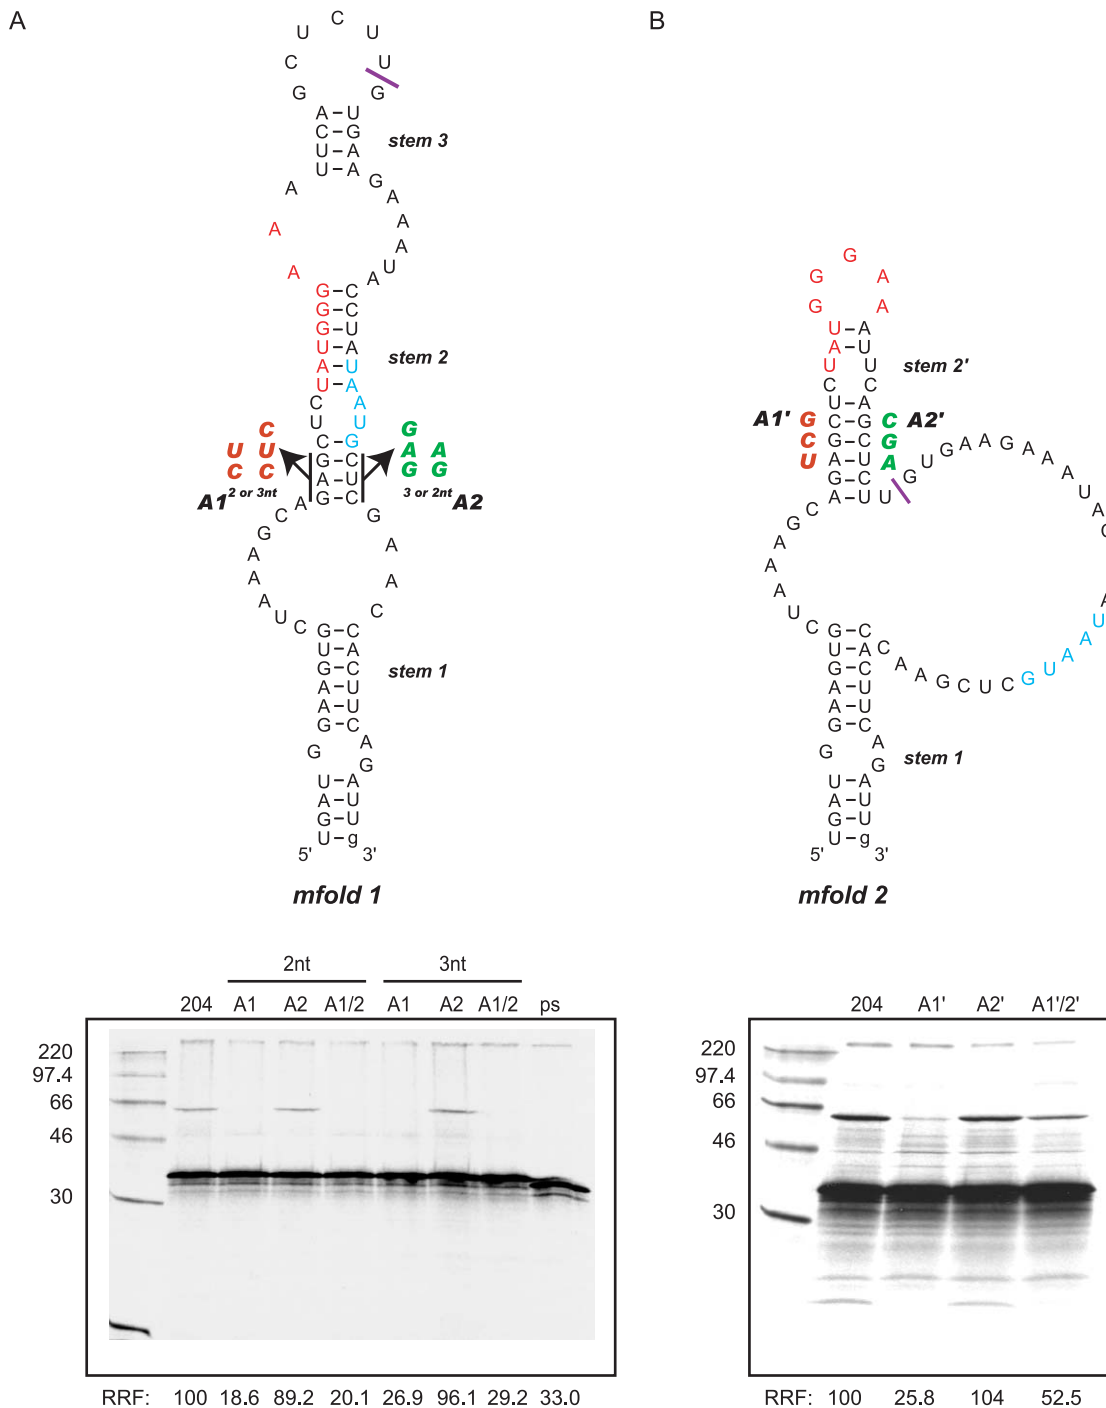 A
B
U C U
C U
G G
A – U
C – G
U – A
U – A
stem 3
A G
A A
A A
A A
U
A
G – C
G – C
G – U
U – A
A – U
U – A
C A
U U
C G
G – C
A – U
G – C
stem 2
C
U U
C C
A1 2 or 3nt
G
A A
G G
3 or 2nt A2
A G
C A
G A
A C
A
A
U
C
G – C
U – A
G – C
A – U
A – U
G – C
stem 1
G A
G
U – A
A – U
G – U
U – g
5' 3'
mfold 1
G
G A
G A
U – A
A – U
U – U
C C
U – A
C – G
G – C
A – U
G – C
A – U
stem 2'
A1' G
C
U
C A2'
G
A
G U G A A G A A A U A
A
U
A
A
U
G
C
U
C
G
A
A
C
C
C
G
A
A
A
U
C
G – C
U – A
G – C
A – U
A – U
G – C
stem 1
G A
G
U – A
A – U
G – U
U – g
5' 3'
mfold 2
2nt 3nt
204 A1 A2 A1/2 A1 A2 A1/2 ps
220
97.4
66
46
30
RRF: 100 18.6 89.2 20.1 26.9 96.1 29.2 33.0
204 A1' A2' A1'/2'
220
97.4
66
46
30
RRF: 100 25.8 104 52.5